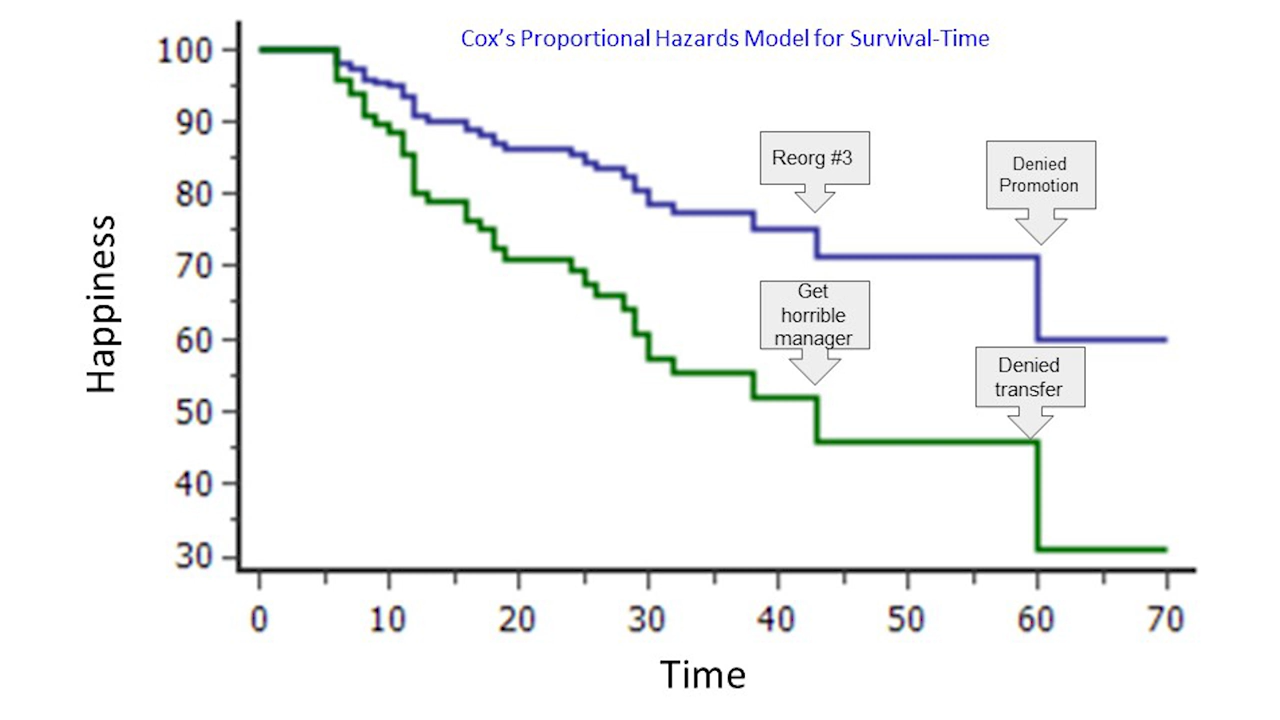 Cox's Proportional Hazards Model for Survival-Time
100
90
80
70
60
50
40
30
Happiness
Reorg #3
Denied
Promotion
Get
horrible
manager
Denied
transfer
0 10 20 30 40 50 60 70
Time